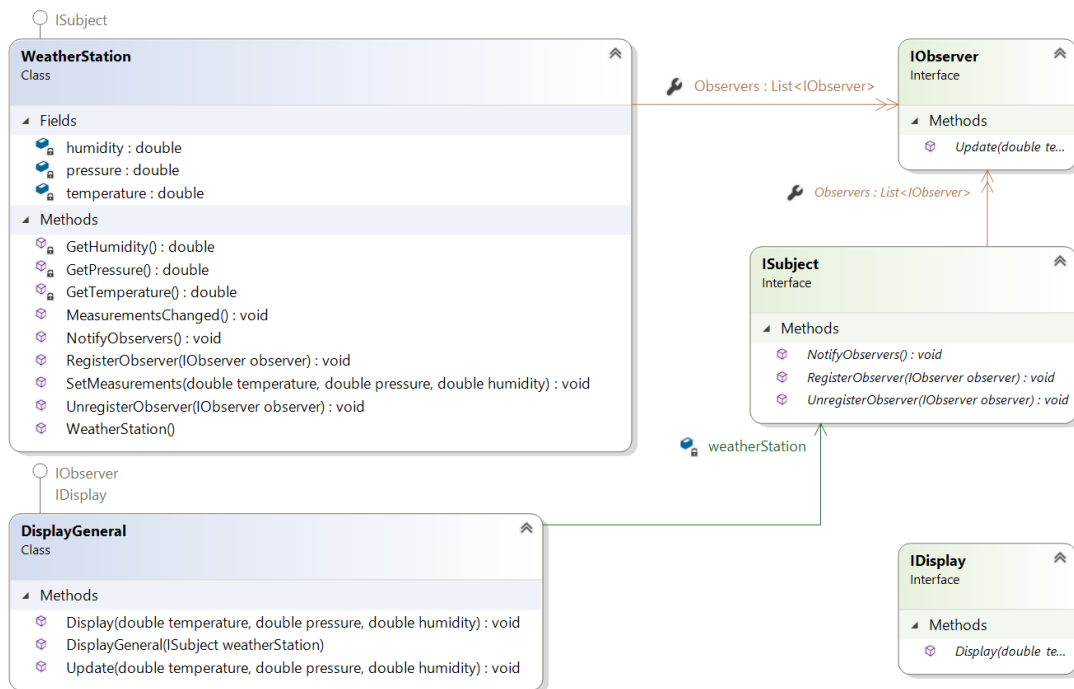 ISubject
WeatherStation
Class
Fields
humidity : double
pressure : double
temperature : double
Methods
GetHumidity() : double
GetPressure() : double
GetTemperature() : double
MeasurementsChanged() : void
NotifyObservers() : void
RegisterObserver(IObserver observer) : void
SetMeasurements(double temperature, double pressure, double humidity) : void
UnregisterObserver(IObserver observer) : void
WeatherStation()
Observers : List<IObserver>
IObserver
Interface
Methods
Update(double te...
Observers : List<IObserver>
ISubject
Interface
Methods
NotifyObservers() : void
RegisterObserver(IObserver observer) : void
UnregisterObserver(IObserver observer) : void
weatherStation
IObserver
IDisplay
DisplayGeneral
Class
Methods
Display(double temperature, double pressure, double humidity) : void
DisplayGeneral(ISubject weatherStation)
Update(double temperature, double pressure, double humidity) : void
IDisplay
Interface
Methods
Display(double te...